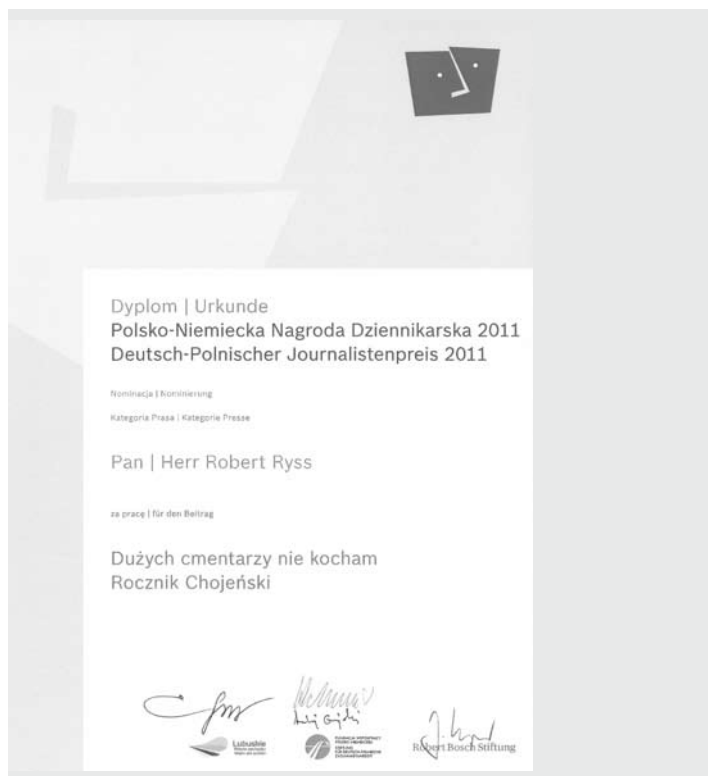 Dyplom | Urkunde
Polsko-Niemiecka Nagroda Dziennikarska 2011
Deutsch-Polnischer Journalistenpreis 2011
Nominacja | Nominierung
Kategoria Prasa | Kategorie Presse
Pan | Herr Robert Ryss
za pracę | für den Beitrag
Dużych cmentarzy nie kocham
Rocznik Chojeński
Lubuskie
Robert Bosch Stiftung